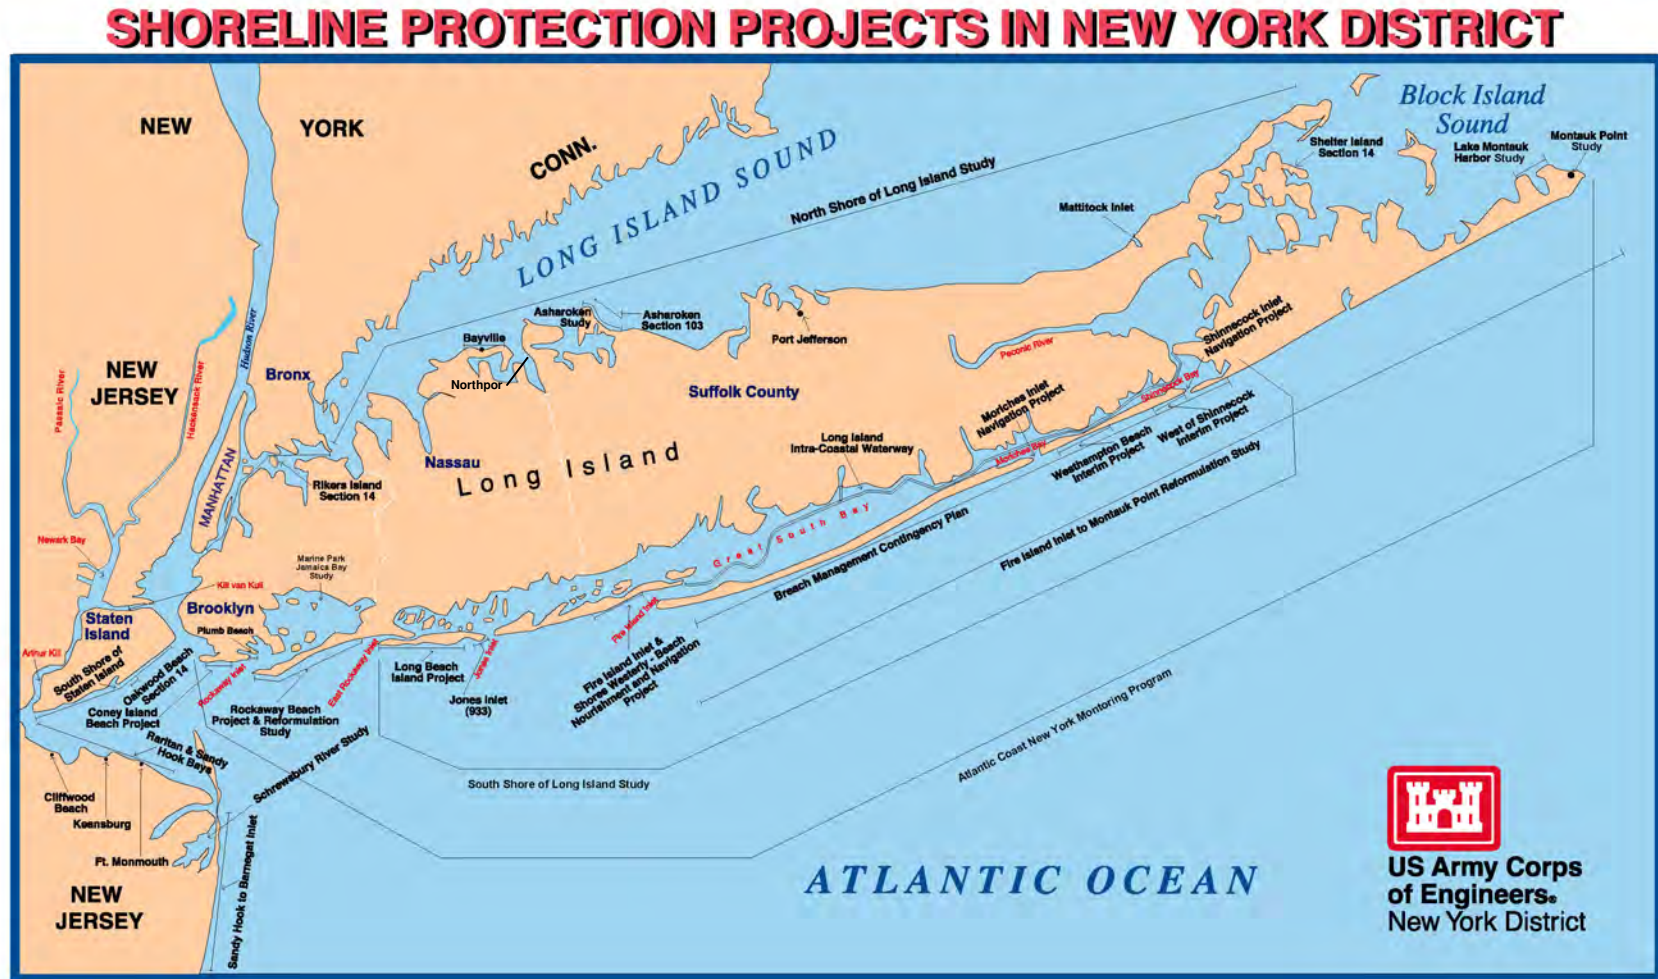 SHORELINE PROTECTION PROJECTS IN NEW YORK DISTRICT
NEW
YORK
CONN.
LONG ISLAND SOUND
North Shore of Long Island Study
Block Island
Sound
Shelter Island
Section 14
Lake Montauk
Harbor Study
Montauk Point
Study
Mattitock Inlet
Hudson River
Asharoken
Study
Asharoken
Section 103
Bayville
Northpor
Port Jefferson
Peconic River
Shinnecock Inlet
Navigation Project
NEW
JERSEY
Passaic River
Hackensack River
Bronx
Suffolk County
MANHATTAN
Nassau
Long Island
Rikers Island
Section 14
Long Island
Intra-Coastal Waterway
Moriches Inlet
Navigation Project
Moriches Bay
Shinnecock Bay
Westhampton Beach
Interim Project
West of Shinnecock
Interim Project
Great South Bay
Breach Management Contingency Plan
Fire Island Inlet to Montauk Point Reformulation Study
Newark Bay
Marine Park
Jamaica Bay
Study
Kill van Kull
Brooklyn
Plumb Beach
Staten
Island
Arthur Kill
South Shore of
Staten Island
Oakwood Beach
Section 14
Rockaway Inlet
East Rockaway Inlet
Long Beach
Island Project
Jones Inlet
Jones Inlet
(933)
Fire Island Inlet
Fire Island Inlet &
Shores Westerly - Beach
Nourishment and Navigation
Project
Coney Island
Beach Project
Rockaway Beach
Project & Reformulation
Study
Raritan & Sandy
Hook Bays
Schrewsbury River Study
South Shore of Long Island Study
Atlantic Coast New York Montoring Program
Cliffwood
Beach
Keansburg
Ft. Monmouth
NEW
JERSEY
Sandy Hook to Barnegat Inlet
ATLANTIC OCEAN
US Army Corps
of Engineers®
New York District